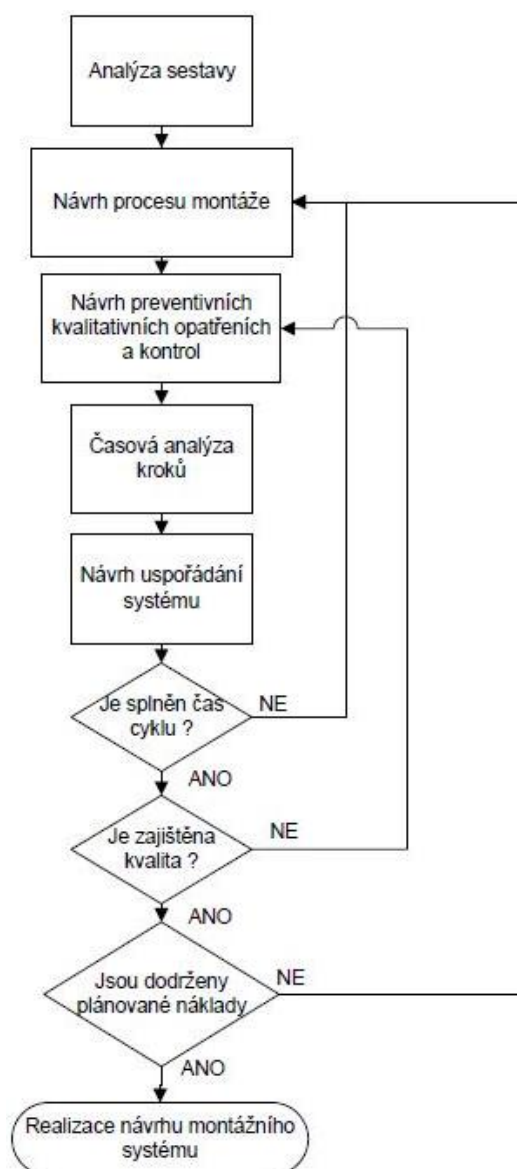 Analýza sestavy
Návrh procesu montáže
Návrh preventivních
kvalitativních opatřeních
a kontrol
Časová analýza
kroků
Návrh uspořádání
systému
Je splněn čas
cyklu ?
NE
ANO
Je zajištěna
kvalita ?
NE
ANO
Jsou dodrženy
plánované náklady
NE
ANO
Realizace návrhu montážního
systému